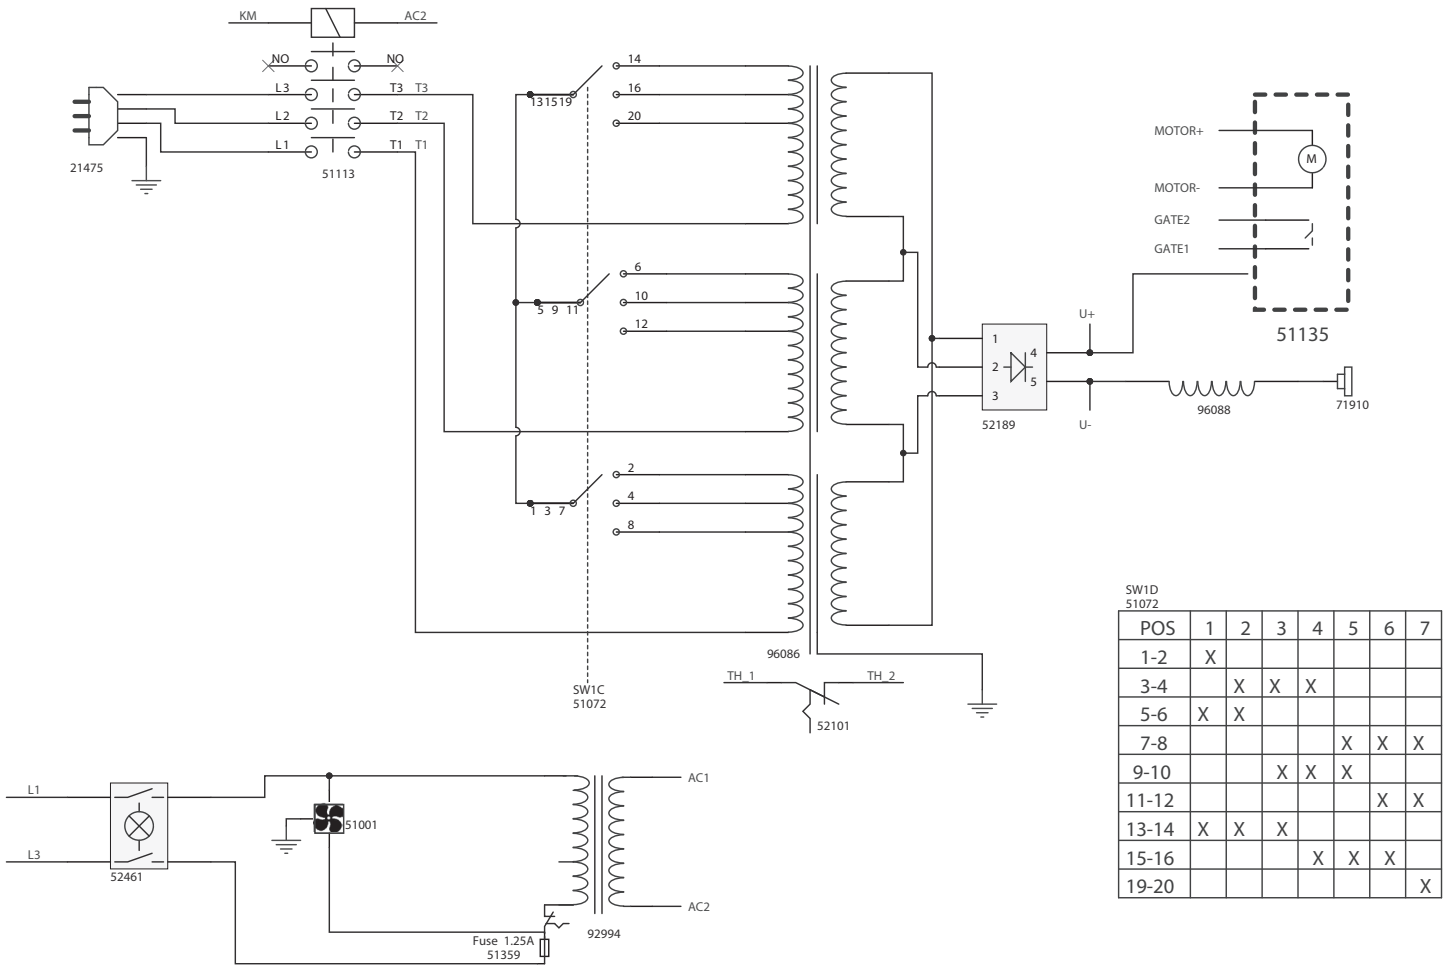 KM AC2
NO NO
L3 T3 T3
L2 T2 T2
L1 T1 T1
21475
51113
14
131519 16
20
6
5 9 11 10
12
2
1 3 7 4
8
96086
SW1C
51072
TH_1 TH_2
52101
1
2
3
4
5
52189
U+
U-
96088
71910
MOTOR+
M
MOTOR-
GATE2
GATE1
51135
L1
L3
52461
51001
Fuse 1.25A
51359
92994
AC1
AC2
SW1D
51072
POS 1 2 3 4 5 6 7
1-2 X
3-4 X X X
5-6 X X
7-8 X X X
9-10 X X X
11-12 X X
13-14 X X X
15-16 X X X
19-20 X